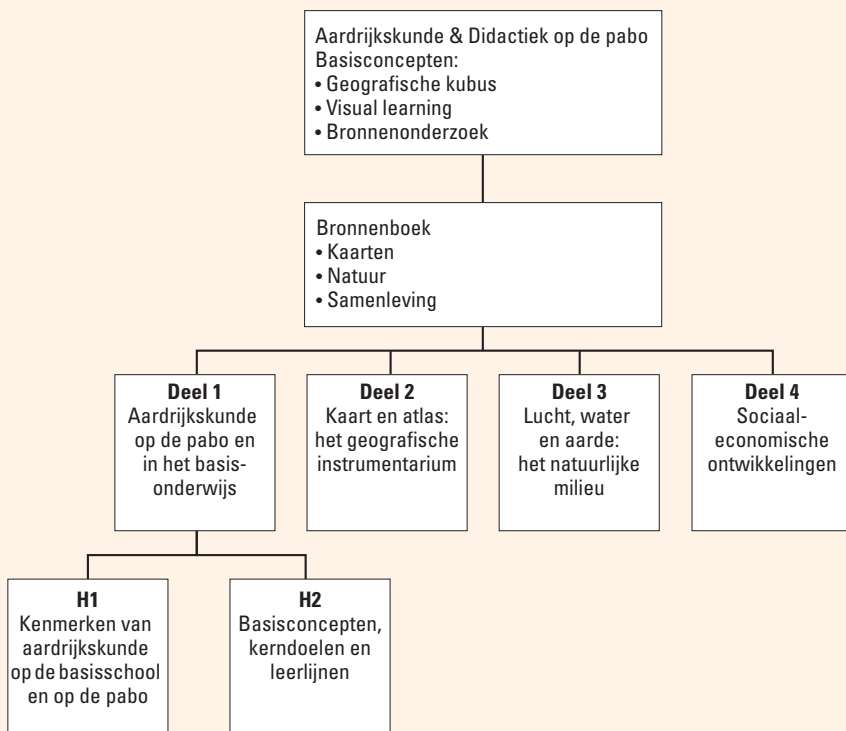 Aardrijkskunde & Didactiek op de pabo
Basisconcepten:
• Geografische kubus
• Visual learning
• Bronnenonderzoek
Bronnenboek
• Kaarten
• Natuur
• Samenleving
Deel 1
Aardrijkskunde
op de pabo en
in het basis-
onderwijs
Deel 2
Kaart en atlas:
het geografische
instrumentarium
Deel 3
Lucht, water
en aarde:
het natuurlijke
milieu
Deel 4
Sociaal-
economische
ontwikkelingen
H1
Kenmerken van
aardrijkskunde
op de basisschool
en op de pabo
H2
Basisconcepten,
kerndoelen en
leerlijnen